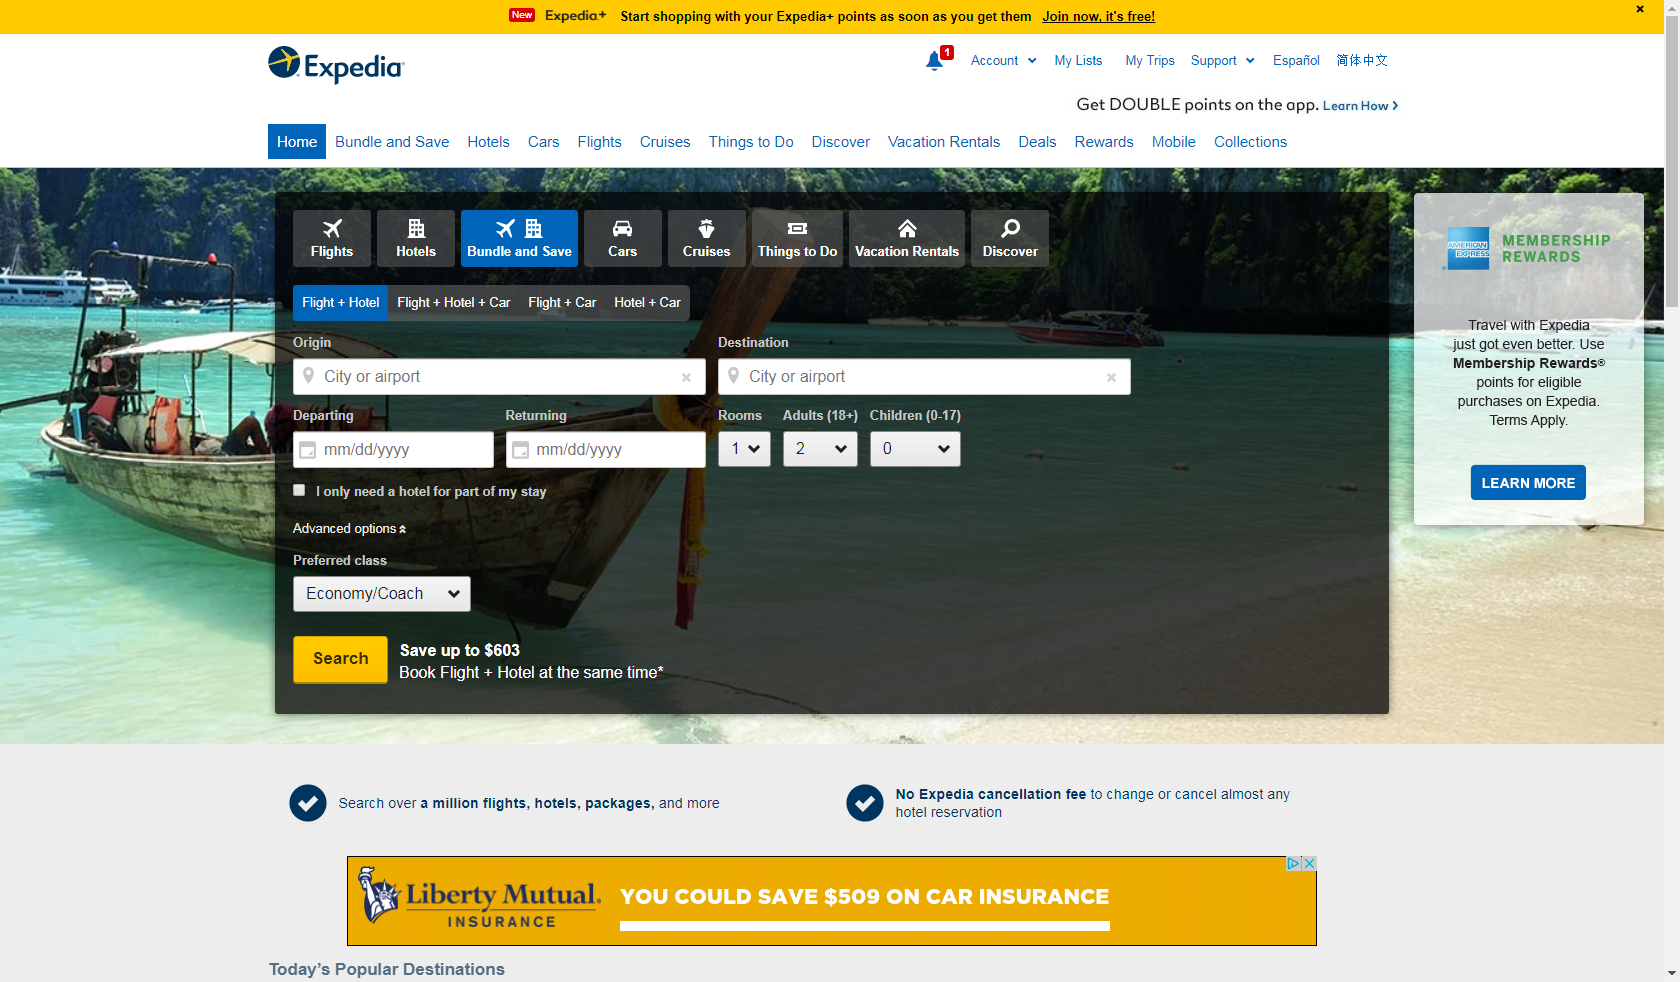 New Expedia+ Start shopping with your Expedia+ points as soon as you get them Join now, it's free!
Expedia
1 Account My Lists My Trips Support Español 简体中文
Get DOUBLE points on the app. Learn How
Home Bundle and Save Hotels Cars Flights Cruises Things to Do Discover Vacation Rentals Deals Rewards Mobile Collections
Flights Hotels Bundle and Save Cars Cruises Things to Do Vacation Rentals Discover
Flight + Hotel Flight + Hotel + Car Flight + Car Hotel + Car
Origin Destination
City or airport City or airport
Departing Returning Rooms Adults (18+) Children (0-17)
mm/dd/yyyy mm/dd/yyyy 1 2 0
I only need a hotel for part of my stay
Advanced options
Preferred class
Economy/Coach
Search
Save up to $603
Book Flight + Hotel at the same time*
AMERICAN EXPRESS
MEMBERSHIP
REWARDS
Travel with Expedia
just got even better. Use
Membership Rewards®
points for eligible
purchases on Expedia.
Terms Apply.
LEARN MORE
Search over a million flights, hotels, packages, and more
No Expedia cancellation fee to change or cancel almost any
hotel reservation
Liberty Mutual.
INSURANCE
YOU COULD SAVE $509 ON CAR INSURANCE
Today's Popular Destinations